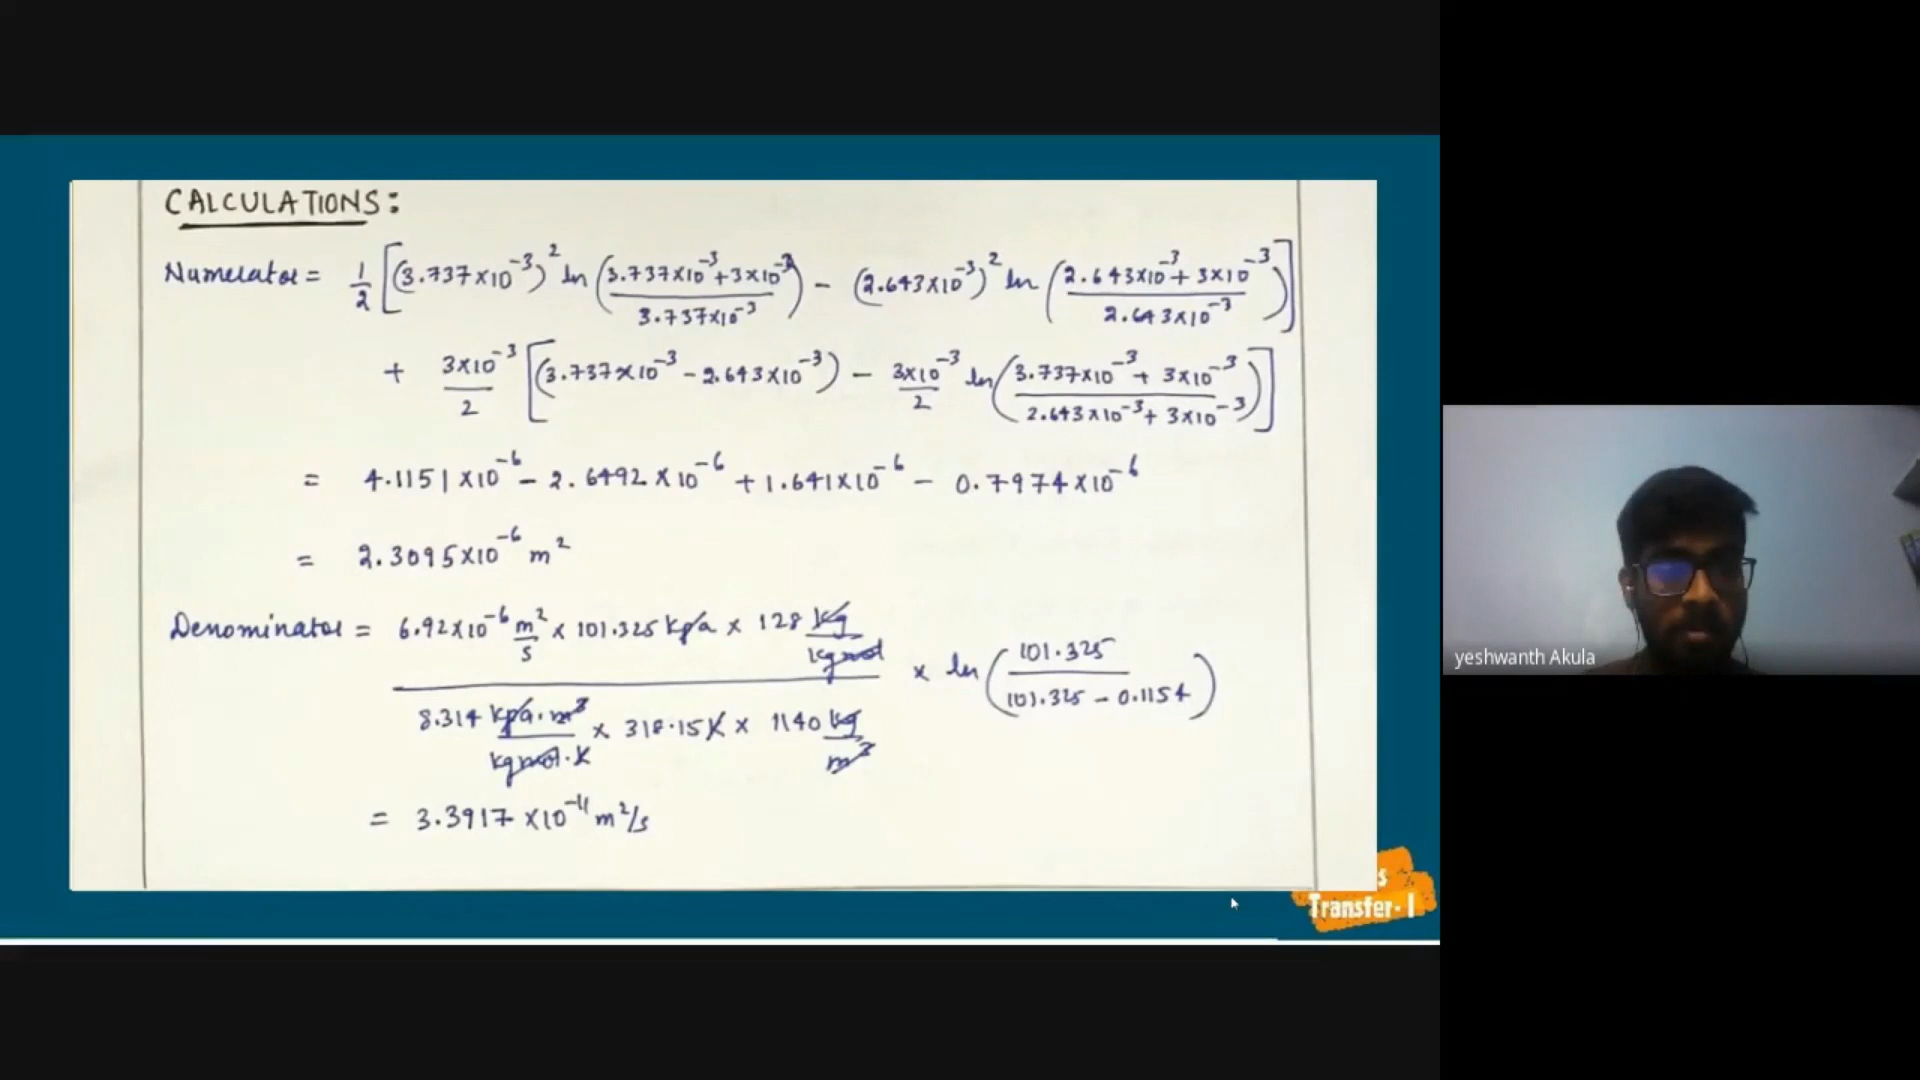 CALCULATIONS:
Numerator = 1/2 [(3.737×10⁻³)² ln ((3.737×10⁻³+3×10⁻³)/(3.737×10⁻³)) − (2.643×10⁻³)² ln ((2.643×10⁻³+3×10⁻³)/(2.643×10⁻³))]
+ (3×10⁻³)/2 [(3.737×10⁻³−2.643×10⁻³) − (3×10⁻³)/2 ln ((3.737×10⁻³+3×10⁻³)/(2.643×10⁻³+3×10⁻³))]
= 4.1151×10⁻⁶ − 2.6492×10⁻⁶ + 1.641×10⁻⁶ − 0.7974×10⁻⁶
= 2.3095×10⁻⁶ m²
Denominator = (6.92×10⁻⁶ m²/s × 101.325 kPa × 128 kg/kgmol)/(8.314 kPa·m³/kgmol·K × 318.15K × 1140 kg/m³) × ln (101.325/(101.325−0.1154))
= 3.3917×10⁻¹¹ m²/s
s
Transfer-I
yeshwanth Akula